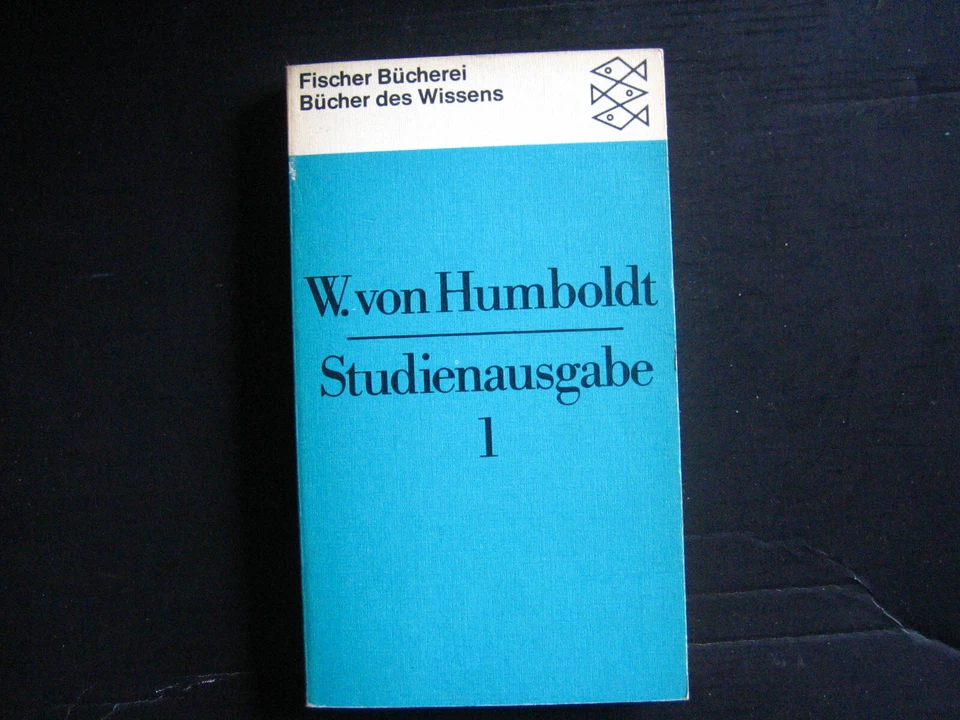 Fischer Bücherei
Bücher des Wissens
W. von Humboldt
Studienausgabe
1